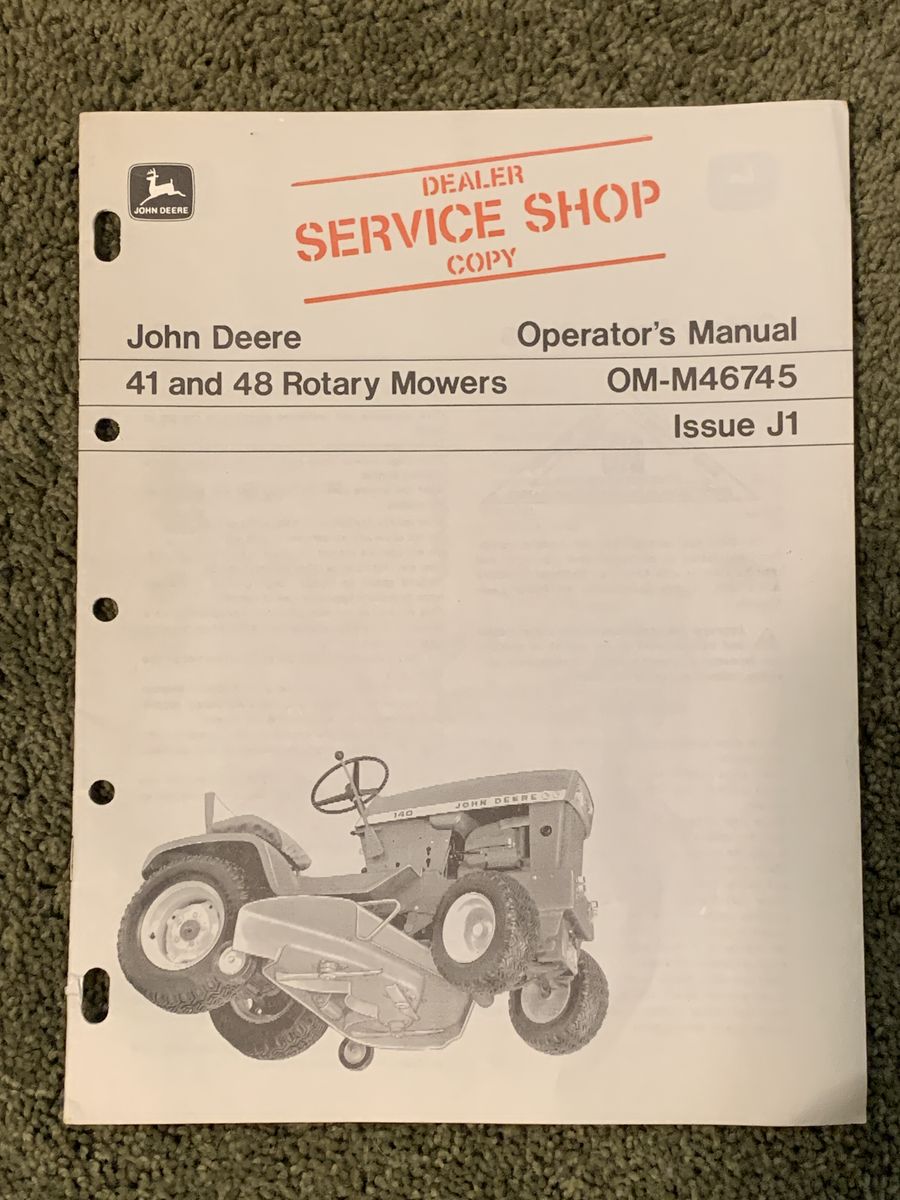 JOHN DEERE
DEALER
SERVICE SHOP
COPY
John Deere
Operator's Manual
41 and 48 Rotary Mowers
OM-M46745
Issue J1
140
JOHN DEERE